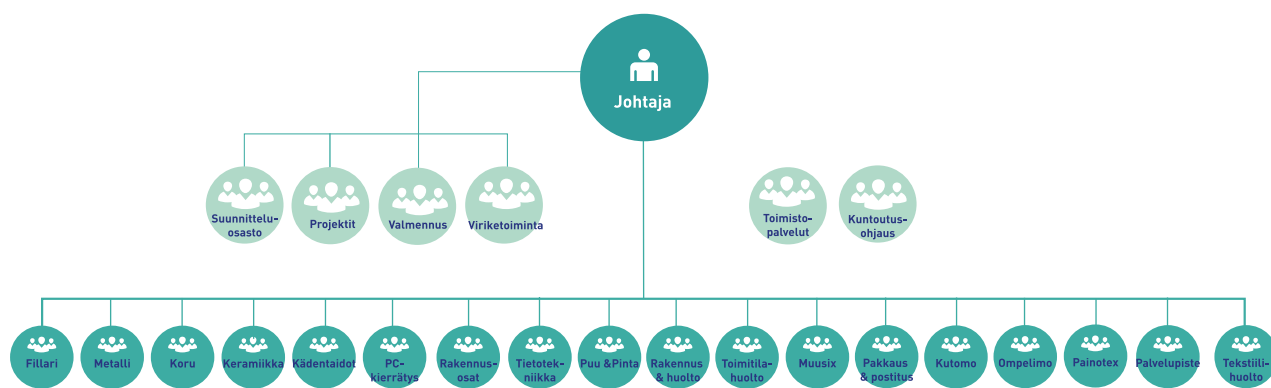 Johtaja
Suunnittelu-
osasto
Projektit
Valmennus
Viriketoiminta
Toimisto-
palvelut
Kuntoutus-
ohjaus
Fillari
Metalli
Koru
Keramiikka
Kädentaidot
PC-
kierrätys
Rakennus-
osat
Tietotek-
niikka
Puu &Pinta
Rakennus
& huolto
Toimitila-
huolto
Muusix
Pakkaus
& postitus
Kutomo
Ompelimo
Painotex
Palvelupiste
Tekstiili-
huolto